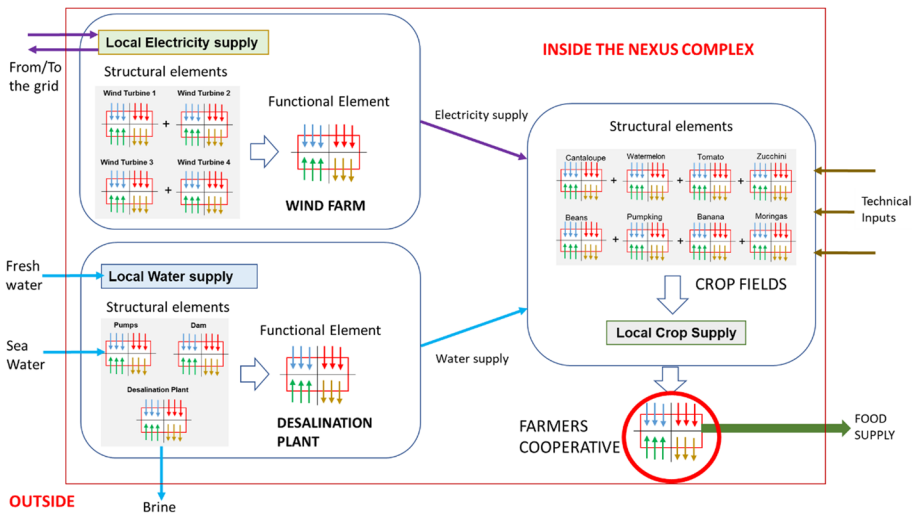 INSIDE THE NEXUS COMPLEX
Local Electricity supply
From/To
the grid
Structural elements
Wind Turbine 1
Wind Turbine 2
+
Wind Turbine 3
Wind Turbine 4
+
Functional Element
WIND FARM
Electricity supply
Fresh
water
Local Water supply
Sea
Water
Structural elements
Pumps
Dam
Desalination Plant
Functional Element
DESALINATION
PLANT
Water supply
Brine
OUTSIDE
Structural elements
Cantaloupe
Watermelon
Tomato
Zucchini
+
+
+
Beans
Pumpking
Banana
Moringas
+
+
+
CROP FIELDS
Local Crop Supply
Technical
Inputs
FARMERS
COOPERATIVE
FOOD
SUPPLY